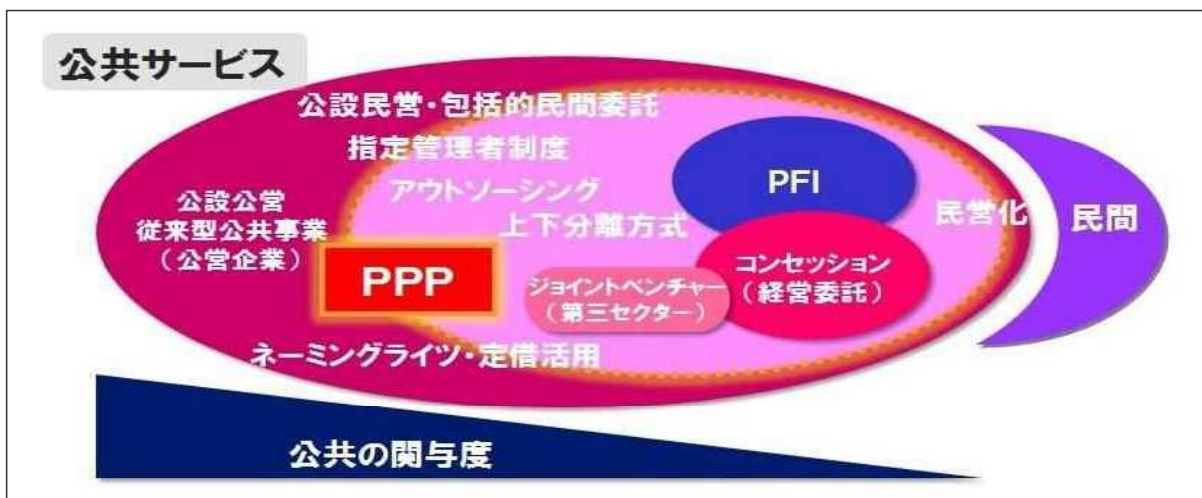 公共サービス
公設民営・包括的民間委託
指定管理者制度
アウトソーシング
上下分離方式
公設公営
従来型公共事業
（公営企業）
PPP
PFI
コンセッション
（経営委託）
ジョイントベンチャー
（第三セクター）
民営化
民間
ネーミングライツ・定借活用
公共の関与度